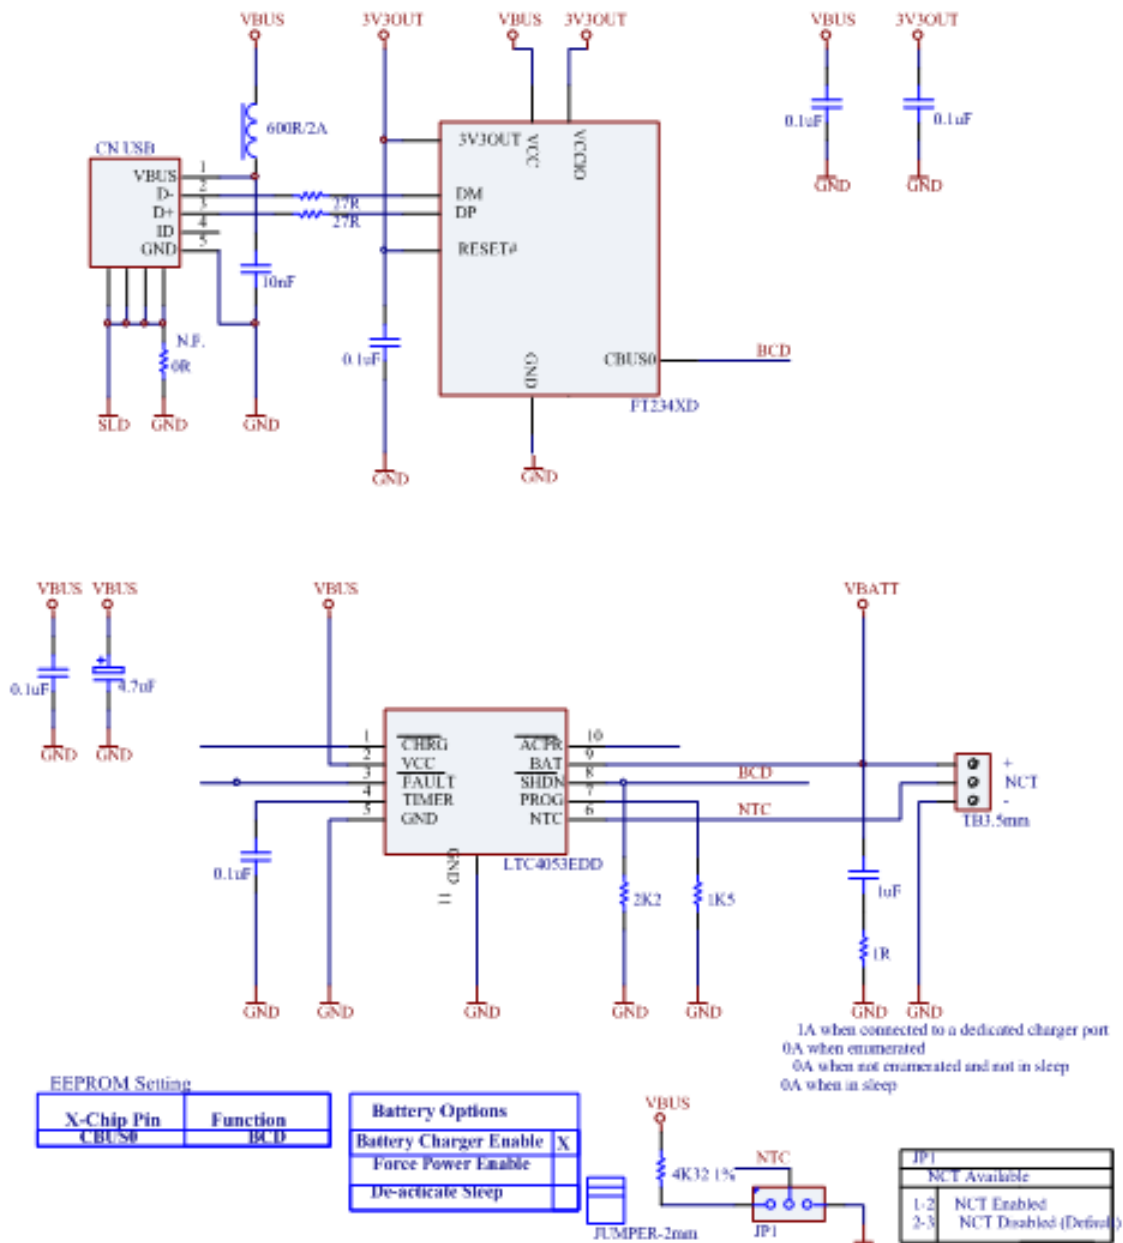 VBUS 3V3OUT VBUS 3V3OUT VBUS 3V3OUT
600R/2A
0.1uF 0.1uF
GND GND
CN USB
VBUS 1
D- 2
D+ 3
ID 4
GND 5
27R
27R
10nF
3V3OUT
VCC
VCCIO
DM
DP
RESET#
GND
CBUS0
BCD
FT234XD
N.F.
0R
0.1uF
SLD GND GND
GND GND
VBUS VBUS VBUS VBATT
0.1uF 4.7uF
GND GND
1 CHRG
2 VCC
3 FAULT
4 TIMER
5 GND
ACPR 10
BAT 9
SHDN 8
PROG 7
NTC 6
GND
11
LTC4053EDD
BCD
NTC
+
NCT
-
TB3.5mm
0.1uF
2K2 1K5
1uF
1R
GND GND GND GND GND GND GND
1A when connected to a dedicated charger port
0A when enumerated
0A when not enumerated and not in sleep
0A when in sleep
EEPROM Setting
X-Chip Pin Function
CBUS0 BCD
Battery Options
Battery Charger Enable X
Force Power Enable
De-acticate Sleep
JUMPER-2mm
VBUS
4K32 1%
NTC
JP1
JP1
NCT Available
1-2 NCT Enabled
2-3 NCT Disabled (Default)